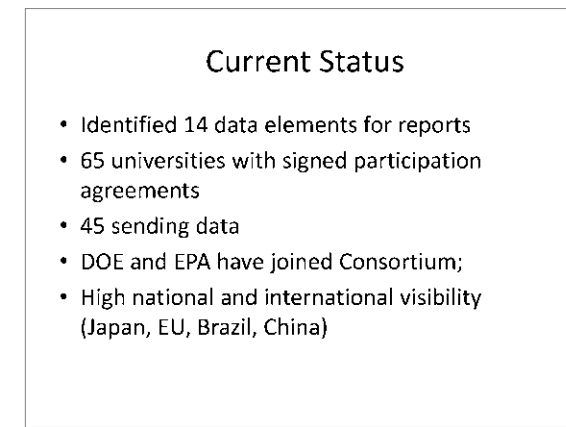 Current Status
• Identified 14 data elements for reports
• 65 universities with signed participation
agreements
• 45 sending data
• DOE and EPA have joined Consortium;
• High national and international visibility
(Japan, EU, Brazil, China)